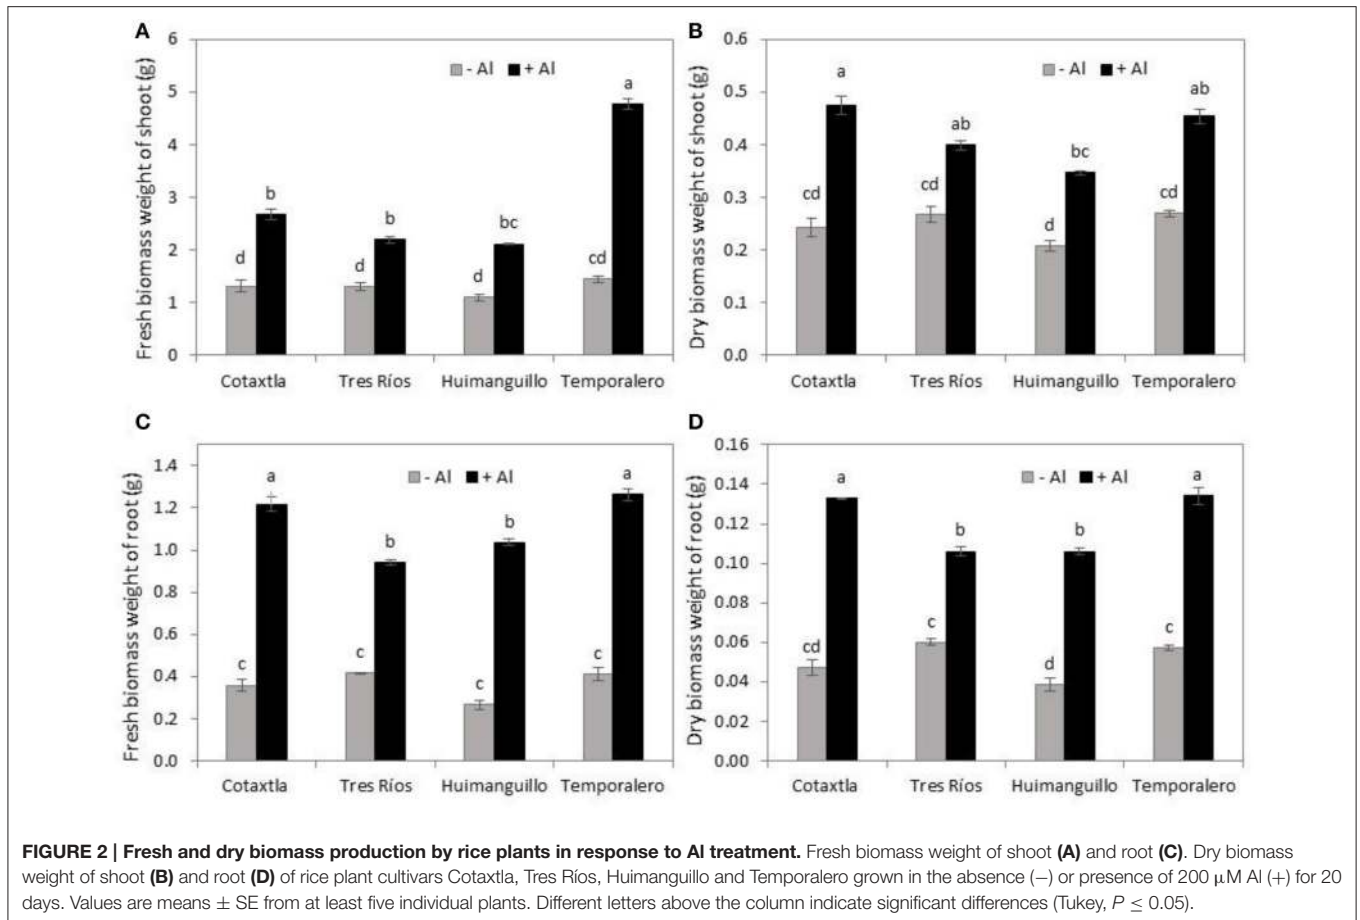 A
Fresh biomass weight of shoot (g)
6
5
4
3
2
1
0
- Al + Al
d b d b d bc cd a
Cotaxtla Tres Ríos Huimanguillo Temporalero
B
Dry biomass weight of shoot (g)
0.6
0.5
0.4
0.3
0.2
0.1
0.0
- Al + Al
cd a cd ab d bc cd ab
Cotaxtla Tres Ríos Huimanguillo Temporalero
C
Fresh biomass weight of root (g)
1.4
1.2
1.0
0.8
0.6
0.4
0.2
0.0
- Al + Al
c a c b c b c a
Cotaxtla Tres Ríos Huimanguillo Temporalero
D
Dry biomass weight of root (g)
0.16
0.14
0.12
0.10
0.08
0.06
0.04
0.02
0.00
- Al + Al
cd a c b d b c a
Cotaxtla Tres Ríos Huimanguillo Temporalero
FIGURE 2 | Fresh and dry biomass production by rice plants in response to Al treatment. Fresh biomass weight of shoot (A) and root (C). Dry biomass
weight of shoot (B) and root (D) of rice plant cultivars Cotaxtla, Tres Ríos, Huimanguillo and Temporalero grown in the absence (−) or presence of 200 μM Al (+) for 20
days. Values are means ± SE from at least five individual plants. Different letters above the column indicate significant differences (Tukey, P ≤ 0.05).